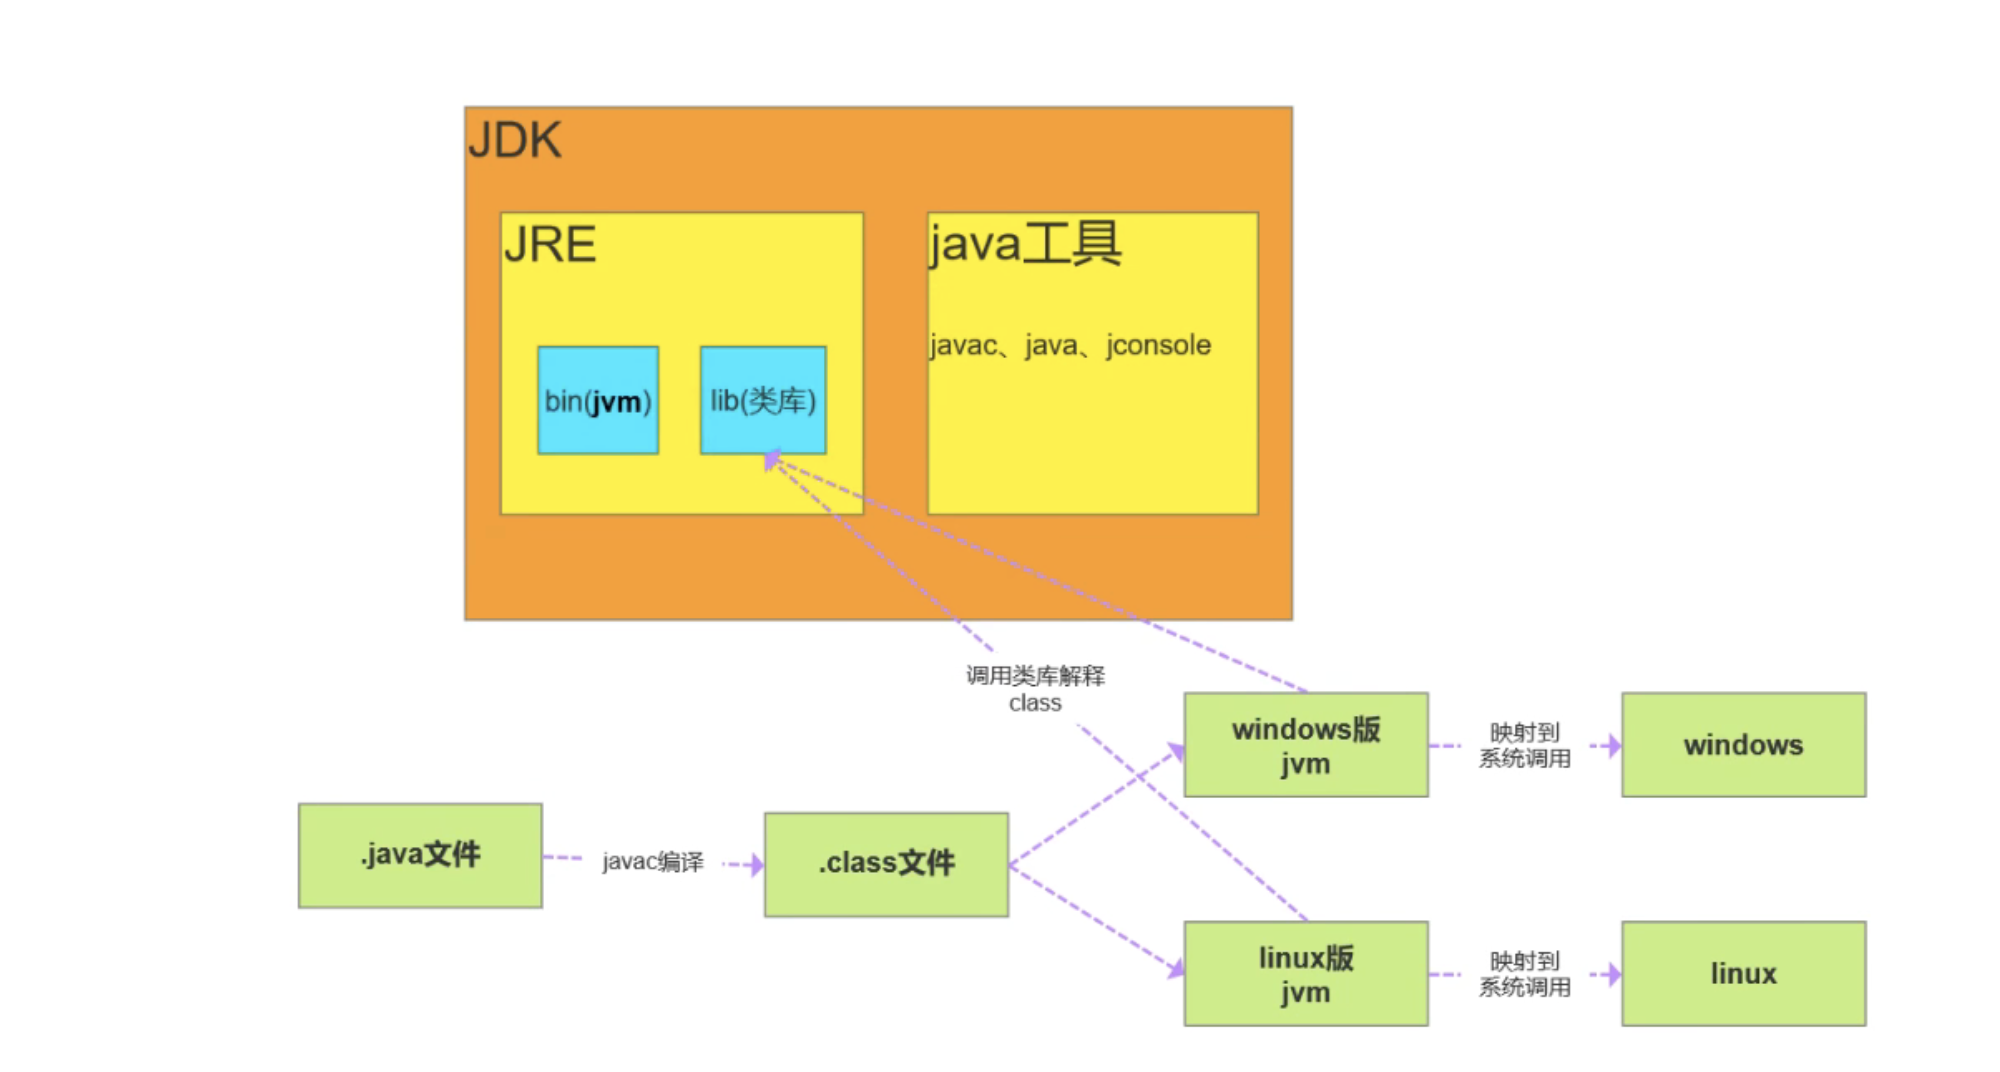 JDK
JRE
java工具
javac、java、jconsole
bin(jvm)
lib(类库)
调用类库解释
class
windows版
jvm
映射到
系统调用
windows
.java文件
javac编译
.class文件
linux版
jvm
映射到
系统调用
linux